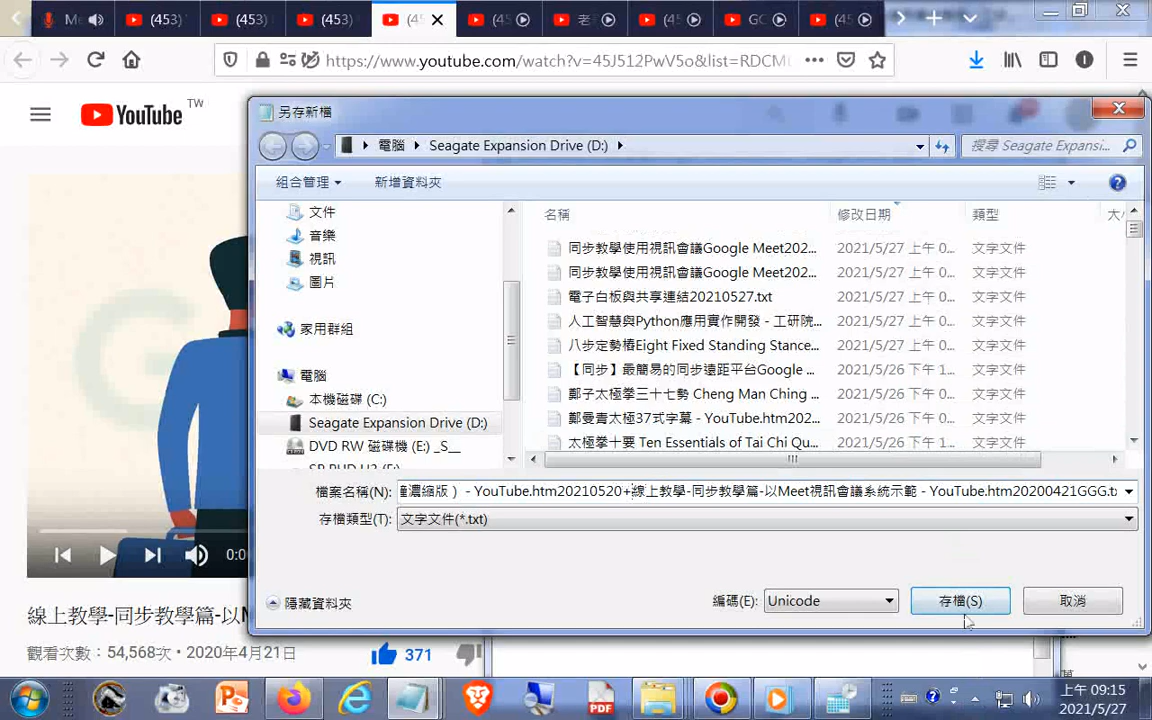 (453)
(453)
(453)
https://www.youtube.com/watch?v=45J512PWV5o&list=RDCML
YouTube TW
另存新檔
電腦 Seagate Expansion Drive (D:)
搜尋 Seagate Expansi...
組合管理 新增資料夾
文件
音樂
視訊
圖片
家用群組
電腦
本機磁碟 (C:)
Seagate Expansion Drive (D:)
DVD RW 磁碟機 (E:) _S__
名稱 修改日期 類型 大
同步教學使用視訊會議Google Meet202... 2021/5/27 上午 0... 文字文件
同步教學使用視訊會議Google Meet202... 2021/5/27 上午 0... 文字文件
電子白板與共享連結20210527.txt 2021/5/27 上午 0... 文字文件
人工智慧與Python應用實作開發 - 工研院... 2021/5/27 上午 0... 文字文件
八步定勢樁Eight Fixed Standing Stance... 2021/5/27 上午 0... 文字文件
【同步】最簡易的同步遠距平台Google ... 2021/5/26 下午 1... 文字文件
鄭子太極拳三十七勢 Cheng Man Ching ... 2021/5/26 下午 0... 文字文件
鄭曼青太極37式字幕 - YouTube.htm202... 2021/5/26 下午 0... 文字文件
太極拳十要 Ten Essentials of Tai Chi Qu... 2021/5/26 下午 1... 文字文件
檔案名稱(N): 濃縮版） - YouTube.htm20210520+線上教學-同步教學篇-以Meet視訊會議系統示範 - YouTube.htm20200421GGG.tx
存檔類型(T): 文字文件(*.txt)
隱藏資料夾
編碼(E): Unicode
存檔(S)
取消
0:0
線上教學-同步教學篇-以M
觀看次數：54,568次 • 2020年4月21日
371
PDF
上午 09:15
2021/5/27